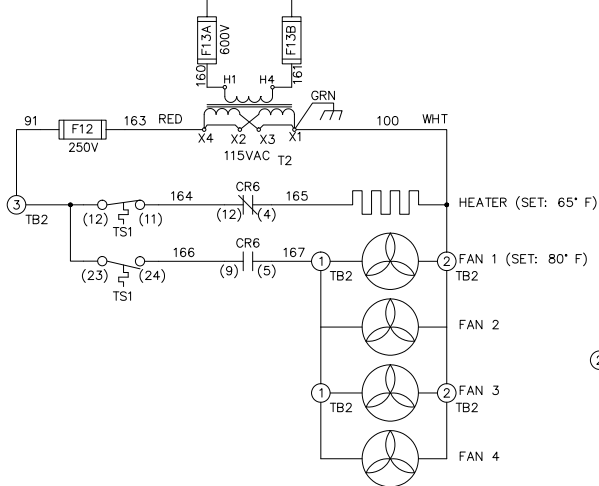 F13A
600V
F13B
160
161
H1
H4
GRN
91
F12
250V
163
RED
X4
X2
X3
X1
100
WHT
115VAC
T2
3
TB2
(12)
(11)
TS1
164
CR6
(12)
(4)
165
HEATER (SET: 65° F)
(23)
(24)
TS1
166
CR6
(9)
(5)
167
1
TB2
2
TB2
FAN 1 (SET: 80° F)
FAN 2
1
TB2
2
TB2
FAN 3
FAN 4
2